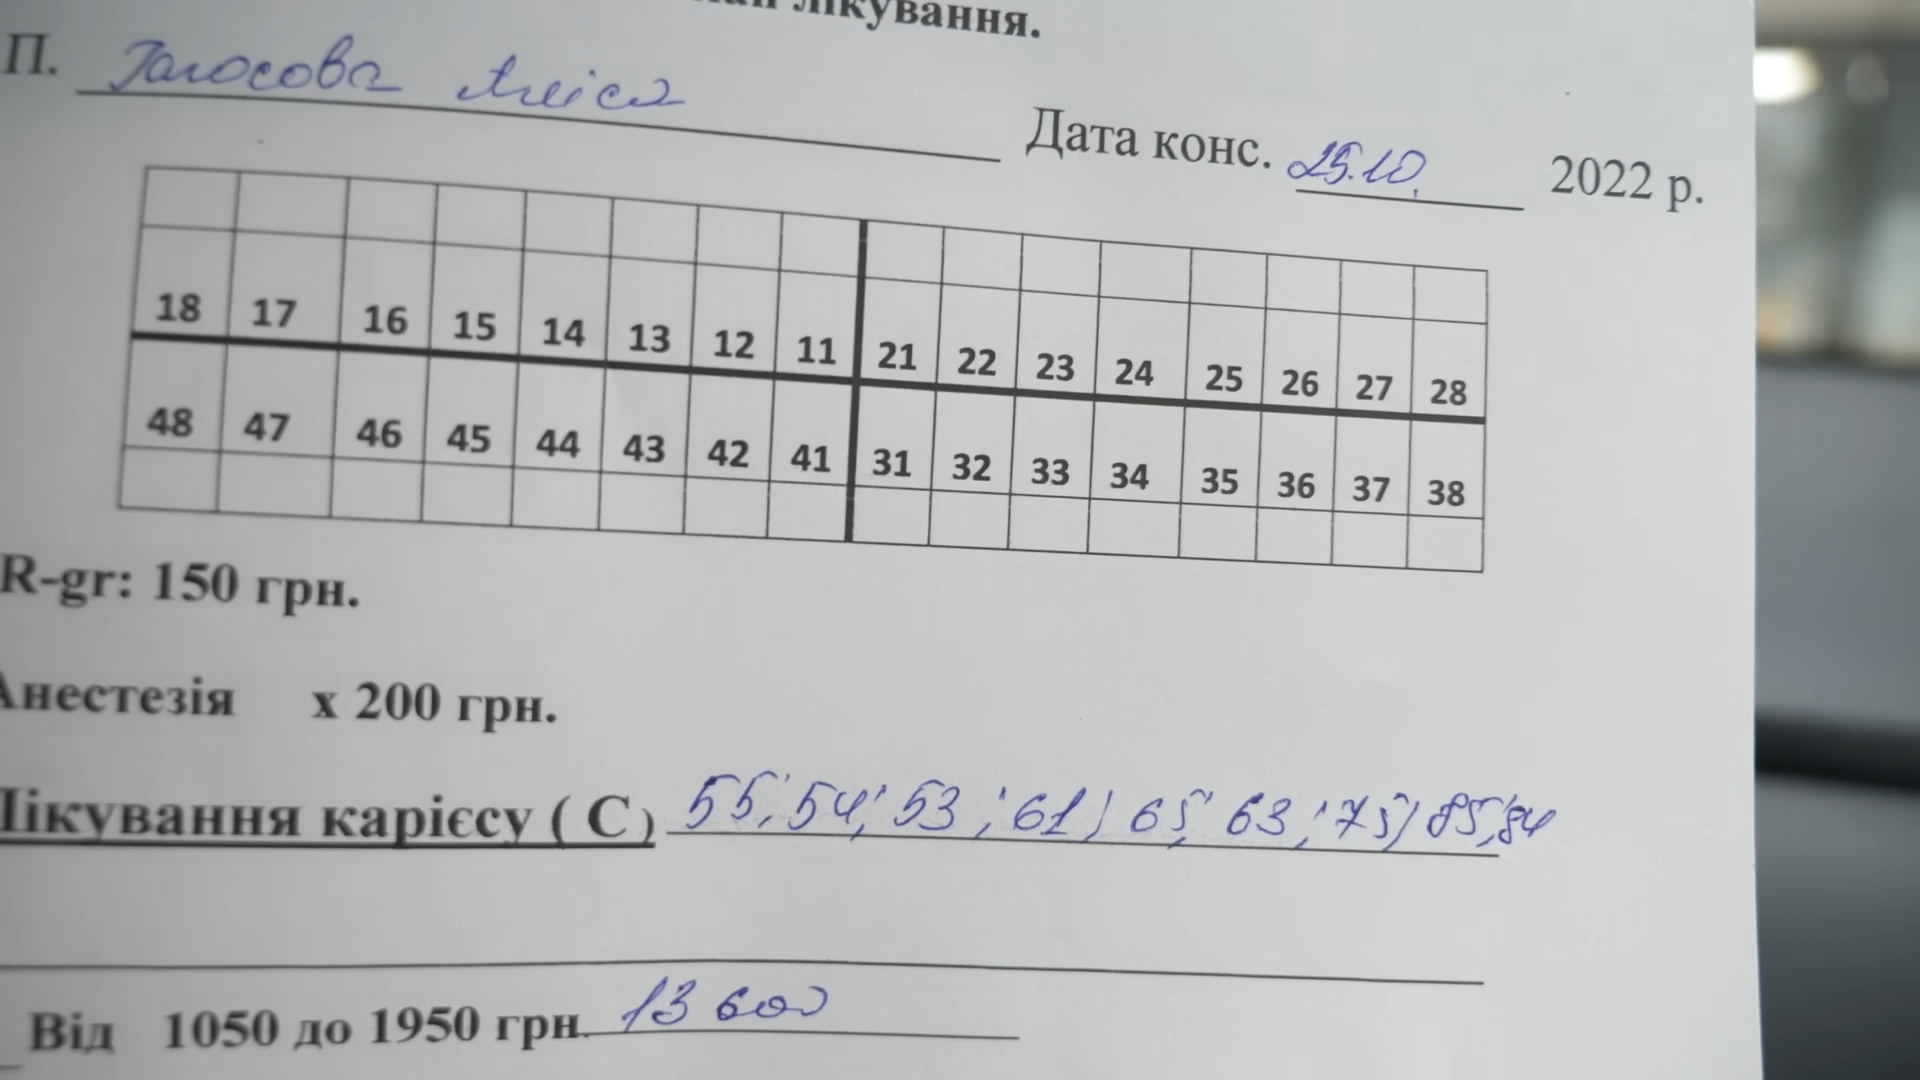 лікування.
П. Голосова Аліса Дата конс. 25.10. 2022 р.
18 17 16 15 14 13 12 11 21 22 23 24 25 26 27 28
48 47 46 45 44 43 42 41 31 32 33 34 35 36 37 38
R-gr: 150 грн.
Анестезія х 200 грн.
Лікування карієсу ( С ) 55; 54; 53; 61; 65; 63; 75; 85; 84
Від 1050 до 1950 грн. 13 600